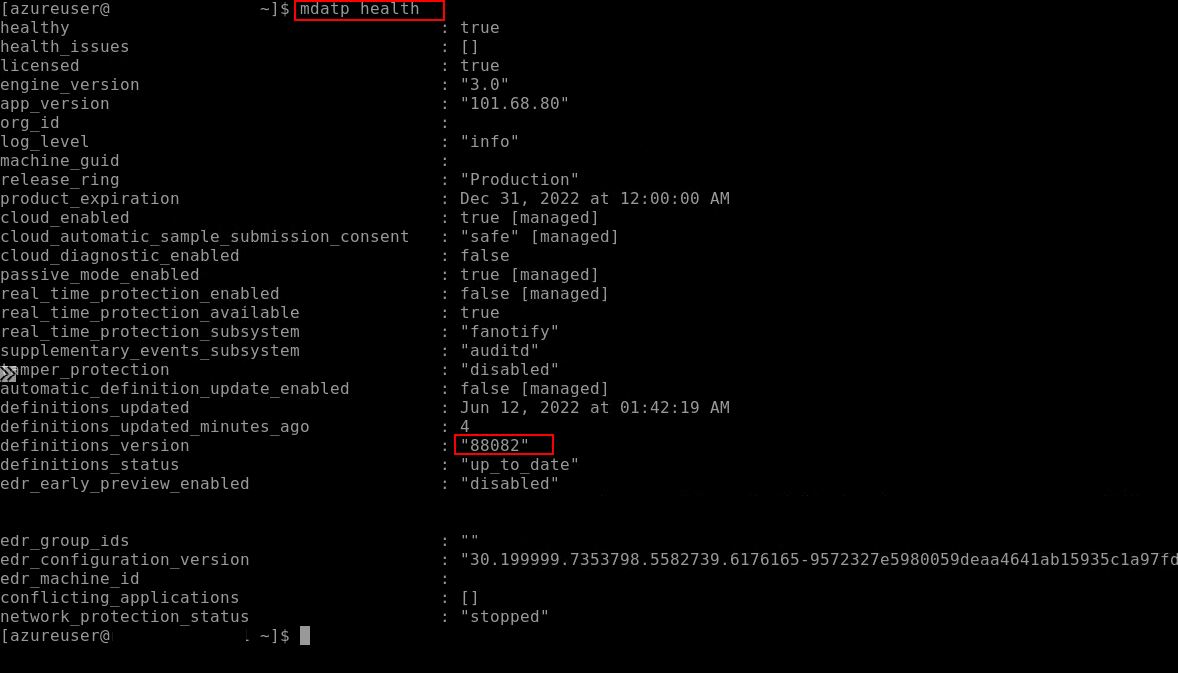 [azureuser@ ~]$ mdatp health
healthy : true
health_issues : []
licensed : true
engine_version : "3.0"
app_version : "101.68.80"
org_id :
log_level : "info"
machine_guid :
release_ring : "Production"
product_expiration : Dec 31, 2022 at 12:00:00 AM
cloud_enabled : true [managed]
cloud_automatic_sample_submission_consent : "safe" [managed]
cloud_diagnostic_enabled : false
passive_mode_enabled : true [managed]
real_time_protection_enabled : false [managed]
real_time_protection_available : true
real_time_protection_subsystem : "fanotify"
supplementary_events_subsystem : "auditd"
tamper_protection : "disabled"
automatic_definition_update_enabled : false [managed]
definitions_updated : Jun 12, 2022 at 01:42:19 AM
definitions_updated_minutes_ago : 4
definitions_version : "88082"
definitions_status : "up_to_date"
edr_early_preview_enabled : "disabled"
edr_group_ids : ""
edr_configuration_version : "30.199999.7353798.5582739.6176165-9572327e5980059deaa4641ab15935c1a97fd
edr_machine_id :
conflicting_applications : []
network_protection_status : "stopped"
[azureuser@ ~]$